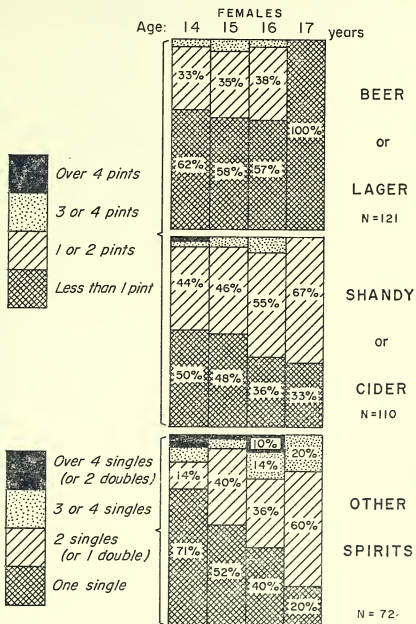 FEMALES
Age: 14 15 16 17 years
33% 35% 38%
100%
62% 58% 57%
BEER
or
LAGER
N=121
Over 4 pints
3 or 4 pints
1 or 2 pints
Less than 1 pint
44% 46% 55% 67%
50% 48% 36% 33%
SHANDY
or
CIDER
N=110
Over 4 singles
(or 2 doubles)
3 or 4 singles
2 singles
(or 1 double)
One single
10%
14% 20%
14% 40% 36% 60%
71% 52% 40% 20%
OTHER
SPIRITS
N = 72